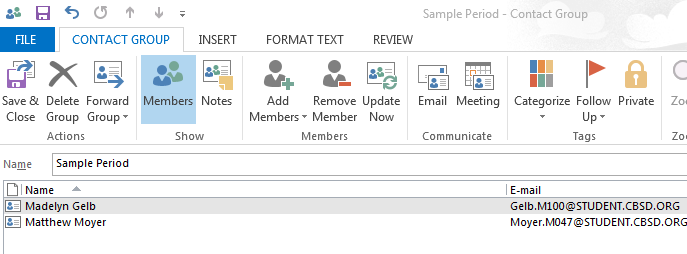 Sample Period - Contact Group
FILE CONTACT GROUP INSERT FORMAT TEXT REVIEW
Save & Delete Forward Members Notes Add Remove Update Email Meeting Categorize Follow Private
Close Group Group Members Member Now Up
Actions Show Members Communicate Tags
Name Sample Period
Name E-mail
Madelyn Gelb Gelb.M100@STUDENT.CBSD.ORG
Matthew Moyer Moyer.M047@STUDENT.CBSD.ORG